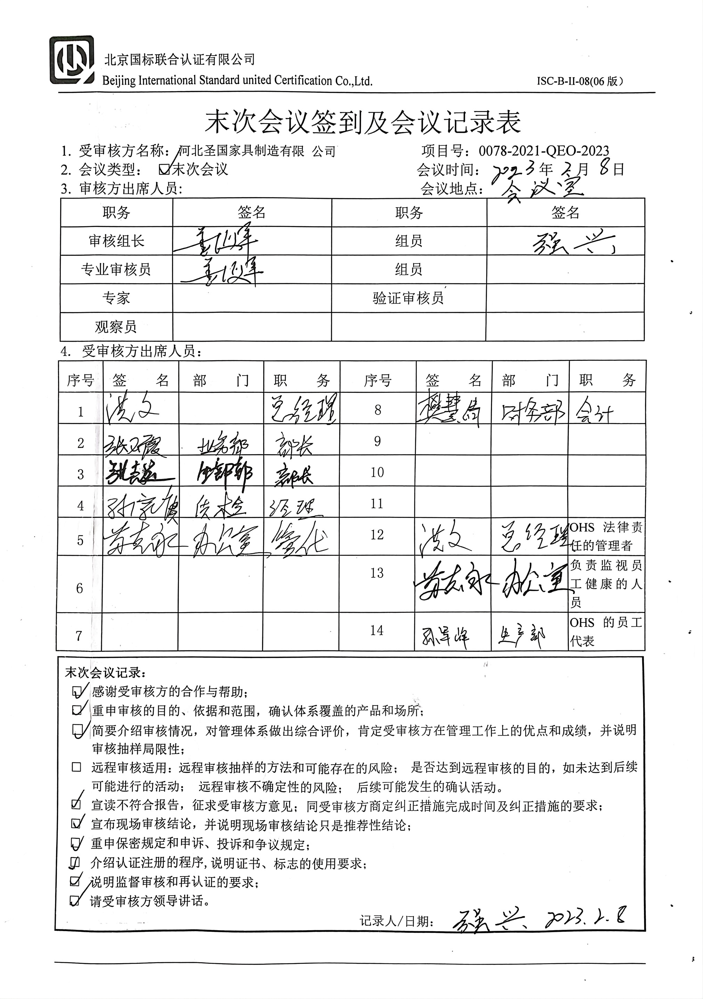 北京国标联合认证有限公司
Beijing International Standard united Certification Co.,Ltd.
ISC-B-II-08(06 版)
末次会议签到及会议记录表
1. 受审核方名称: 河北圣国家具制造有限 公司 项目号: 0078-2021-QEO-2023
2. 会议类型: ☑末次会议 会议时间: 2023年2月8日
3. 审核方出席人员: 会议地点: 会议室
职务 签名 职务 签名
审核组长 组员 强兴
专业审核员 组员
专家 验证审核员
观察员
4. 受审核方出席人员:
序号 签 名 部 门 职 务 序号 签 名 部 门 职 务
1 洪文 总经理 8 樊慧 财务部 会计
2 业务部 部长 9
3 部长 10
4 质检 经理 11
5 苏志永 办公室 管代 12 洪文 总经理 OHS 法律责
任的管理者
6 13 苏志永 办公室 负责监视员
工健康的人
员
7 14 孙军峰 生产部 OHS 的员工
代表
末次会议记录:
☑ 感谢受审核方的合作与帮助;
☑ 重申审核的目的、依据和范围，确认体系覆盖的产品和场所;
☑ 简要介绍审核情况，对管理体系做出综合评价，肯定受审核方在管理工作上的优点和成绩，并说明
审核抽样局限性;
☐ 远程审核适用: 远程审核抽样的方法和可能存在的风险; 是否达到远程审核的目的，如未达到后续
可能进行的活动; 远程审核不确定性的风险; 后续可能发生的确认活动。
☑ 宣读不符合报告，征求受审核方意见; 同受审核方商定纠正措施完成时间及纠正措施的要求;
☑ 宣布现场审核结论，并说明现场审核结论只是推荐性结论;
☑ 重申保密规定和申诉、投诉和争议规定;
☑ 介绍认证注册的程序,说明证书、标志的使用要求;
☑ 说明监督审核和再认证的要求;
☑ 请受审核方领导讲话。
记录人/日期: 强兴 2023.2.8